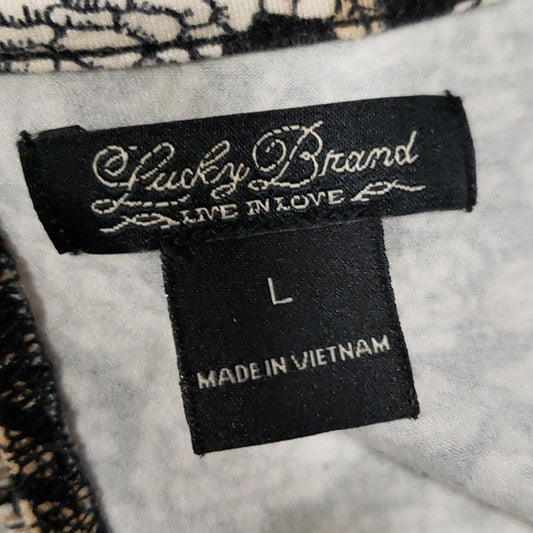 Lucky Brand
LIVE IN LOVE
L
MADE IN VIETNAM